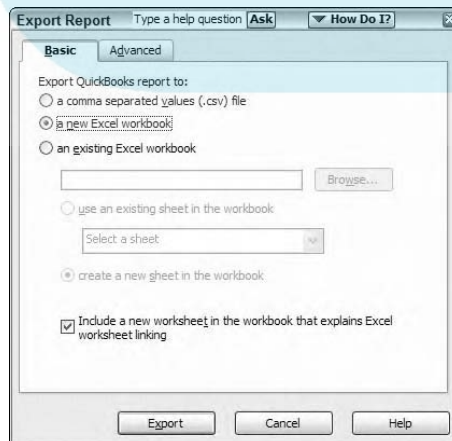 Export Report Type a help question Ask How Do I?
Basic Advanced
Export QuickBooks report to:
a comma separated values (.csv) file
a new Excel workbook
an existing Excel workbook
Browse...
use an existing sheet in the workbook
Select a sheet
create a new sheet in the workbook
Include a new worksheet in the workbook that explains Excel
worksheet linking
Export Cancel Help